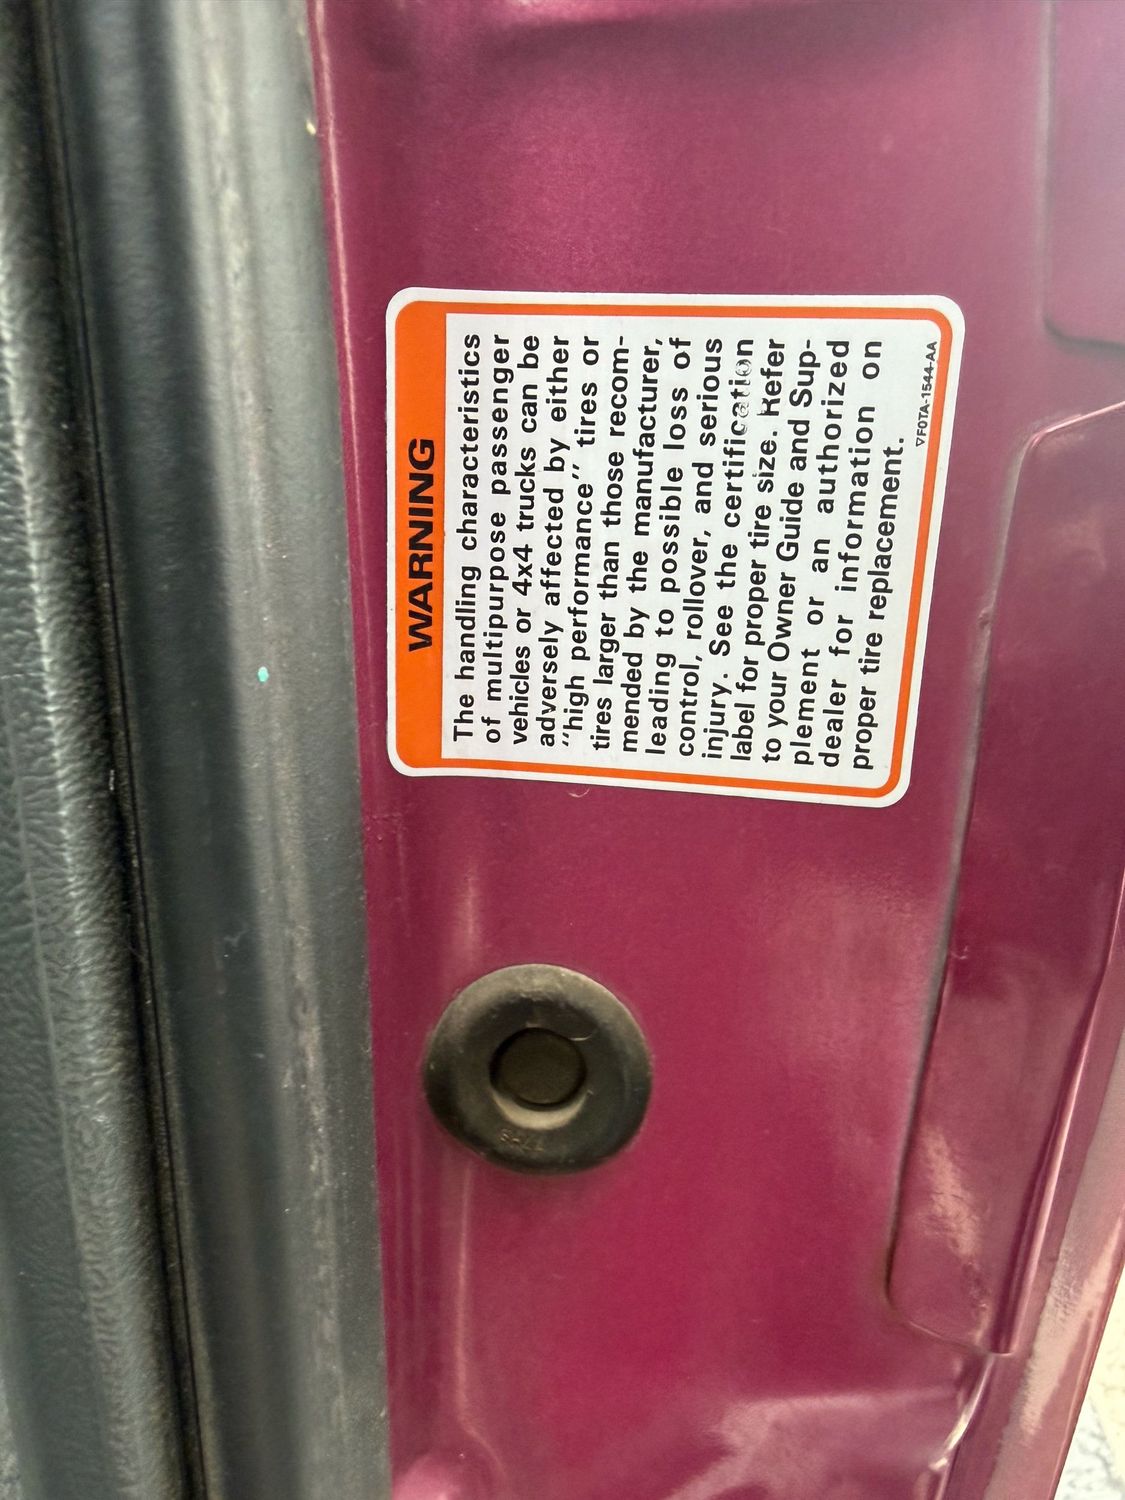 WARNING
The handling characteristics
of multipurpose passenger
vehicles or 4x4 trucks can be
adversely affected by either
"high performance" tires or
tires larger than those recom-
mended by the manufacturer,
leading to possible loss of
control, rollover, and serious
injury. See the certification
label for proper tire size. Refer
to your Owner Guide and Sup-
plement or an authorized
dealer for information on
proper tire replacement.
▽F0TA-1544-AA